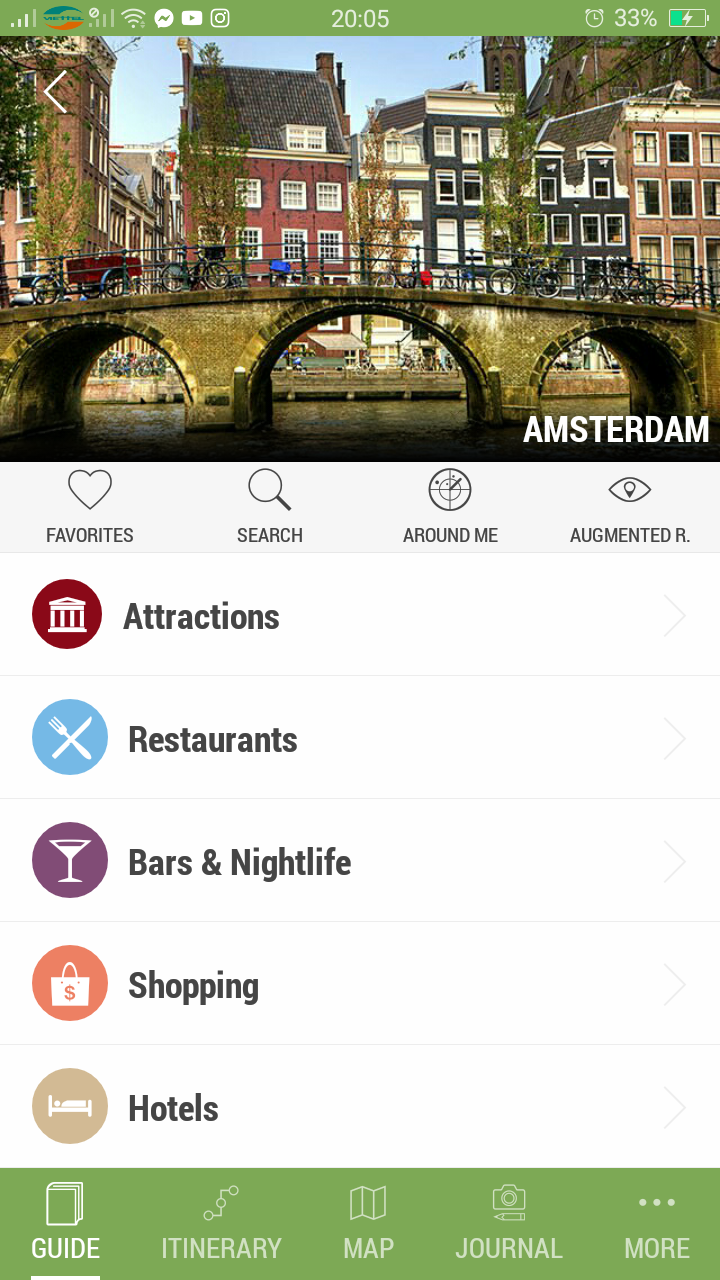 VIETTEL
20:05
33%
AMSTERDAM
FAVORITES
SEARCH
AROUND ME
AUGMENTED R.
Attractions
Restaurants
Bars & Nightlife
$
Shopping
Hotels
GUIDE
ITINERARY
MAP
JOURNAL
MORE